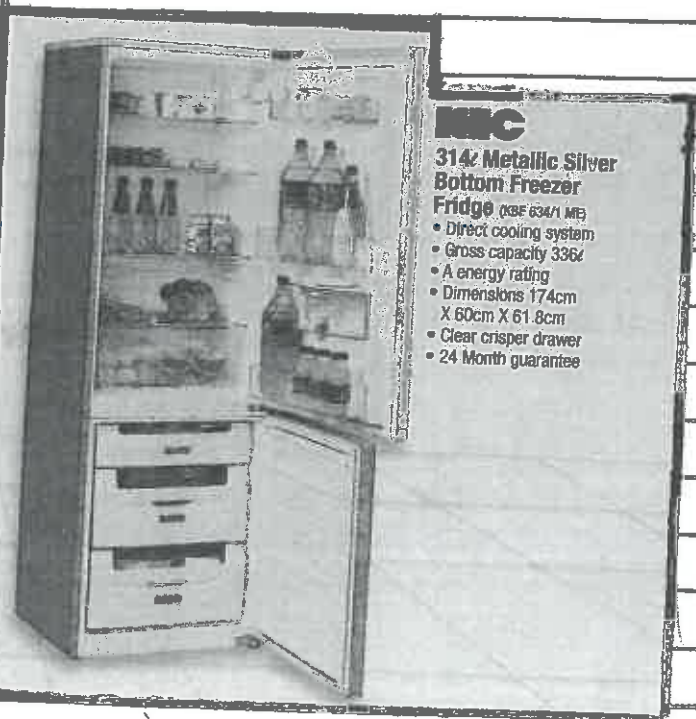 KIC
314ℓ Metallic Silver
Bottom Freezer
Fridge (KBF 634/1 ME)
• Direct cooling system
• Gross capacity 336ℓ
• A energy rating
• Dimensions 174cm
X 60cm X 61.8cm
• Clear crisper drawer
• 24 Month guarantee